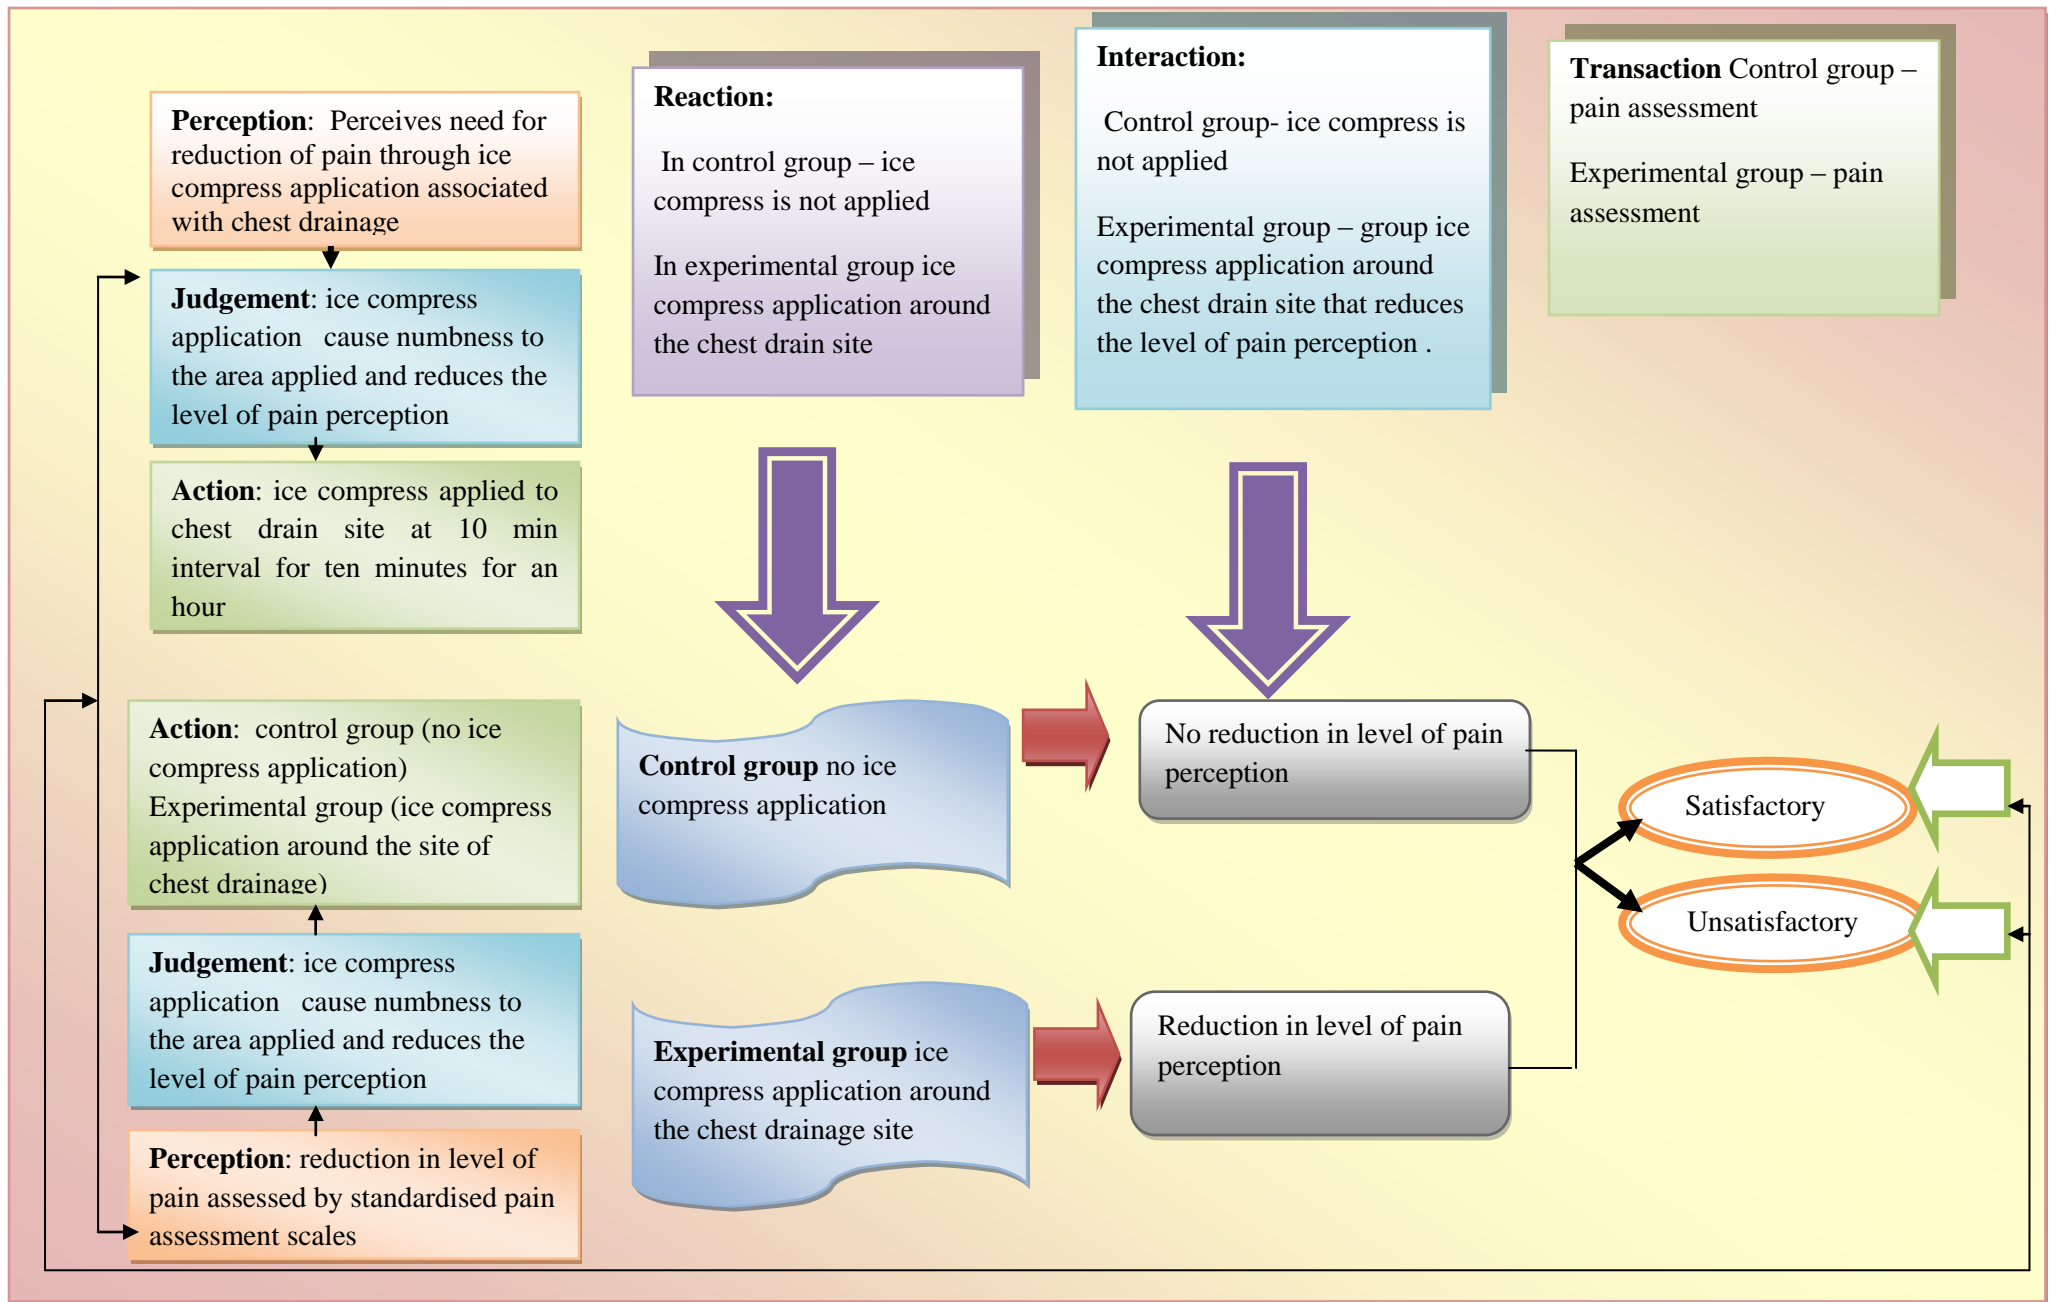 Perception:  Perceives need for
reduction of pain through ice
compress application associated
with chest drainage
Judgement: ice compress
application   cause numbness to
the area applied and reduces the
level of pain perception
Action: ice compress applied to
chest drain site at 10 min
interval for ten minutes for an
hour
Action:  control group (no ice
compress application)
Experimental group (ice compress
application around the site of
chest drainage)
Judgement: ice compress
application   cause numbness to
the area applied and reduces the
level of pain perception
Perception: reduction in level of
pain assessed by standardised pain
assessment scales
Reaction:
In control group – ice
compress is not applied
In experimental group ice
compress application around
the chest drain site
Interaction:
Control group- ice compress is
not applied
Experimental group – group ice
compress application around
the chest drain site that reduces
the level of pain perception .
Transaction Control group –
pain assessment
Experimental group – pain
assessment
Control group no ice
compress application
No reduction in level of pain
perception
Experimental group ice
compress application around
the chest drainage site
Reduction in level of pain
perception
Satisfactory
Unsatisfactory